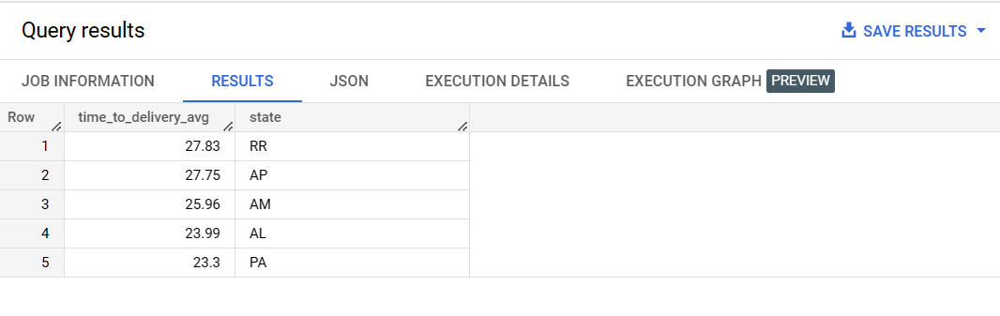 Query results
SAVE RESULTS
JOB INFORMATION RESULTS JSON EXECUTION DETAILS EXECUTION GRAPH PREVIEW
Row time_to_delivery_avg state
1 27.83 RR
2 27.75 AP
3 25.96 AM
4 23.99 AL
5 23.3 PA